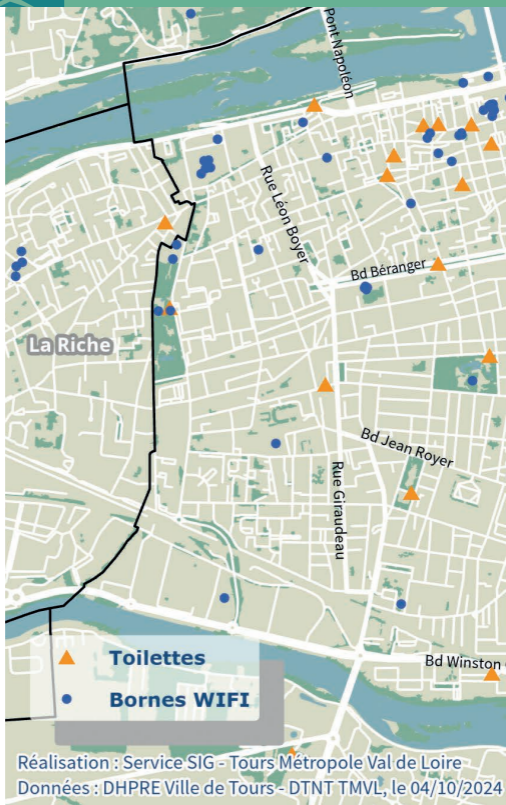 Pont Napoléon
Rue Léon Boyer
Bd Béranger
La Riche
Bd Jean Royer
Rue Giraudeau
Bd Winston
Toilettes
Bornes WIFI
Réalisation : Service SIG - Tours Métropole Val de Loire
Données : DHPRE Ville de Tours - DTNT TMVL, le 04/10/2024